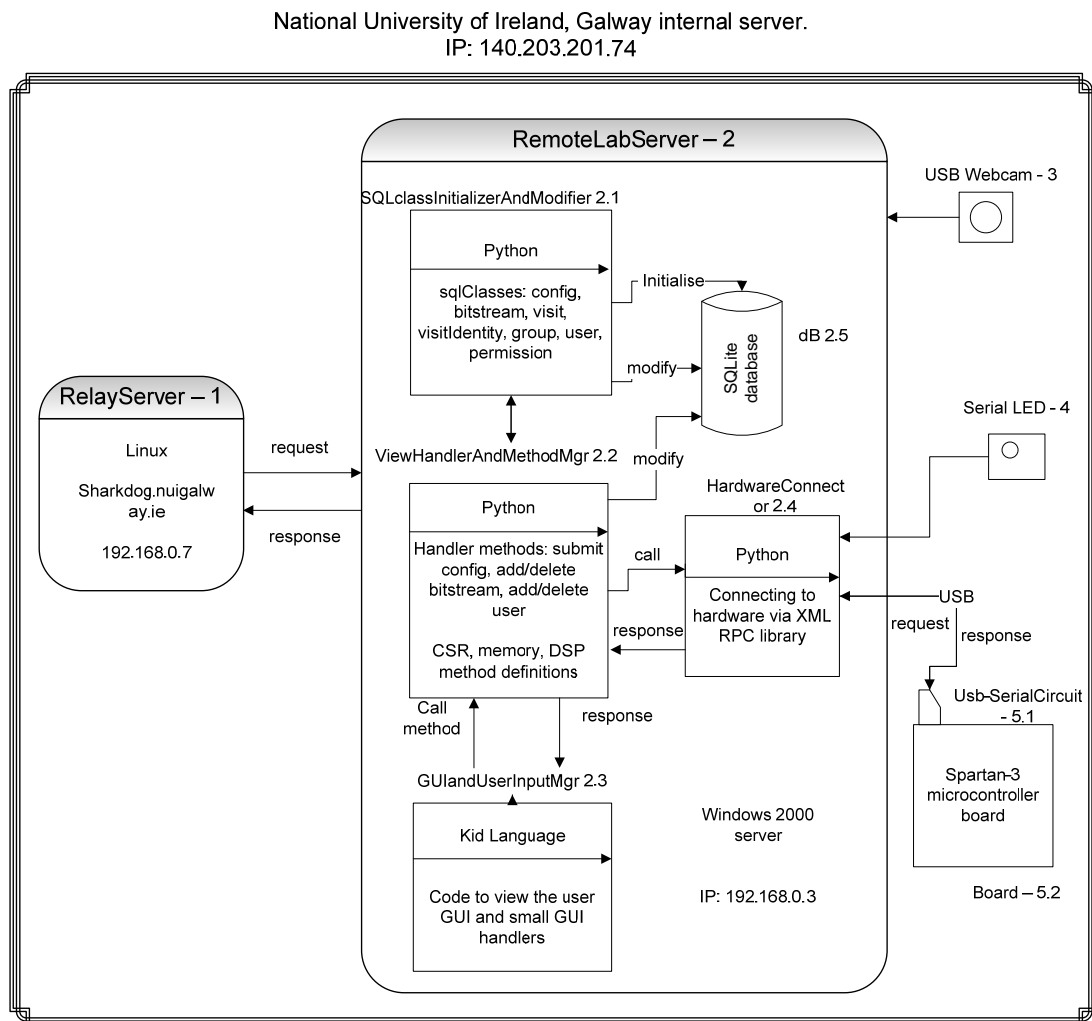 National University of Ireland, Galway internal server.
IP: 140.203.201.74
RemoteLabServer – 2
USB Webcam - 3
SQLclassInitializerAndModifier 2.1
Python
sqlClasses: config,
bitstream, visit,
visitIdentity, group, user,
permission
Initialise
modify
SQLite
database
dB 2.5
RelayServer – 1
Linux
Sharkdog.nuigalw
ay.ie
192.168.0.7
request
response
Serial LED - 4
ViewHandlerAndMethodMgr 2.2
modify
Python
Handler methods: submit
config, add/delete
bitstream, add/delete
user
CSR, memory, DSP
method definitions
call
response
HardwareConnect
or 2.4
Python
Connecting to
hardware via XML
RPC library
USB
request
response
Usb-SerialCircuit
- 5.1
Spartan-3
microcontroller
board
Board – 5.2
Call
method
response
GUIandUserInputMgr 2.3
Kid Language
Code to view the user
GUI and small GUI
handlers
Windows 2000
server
IP: 192.168.0.3